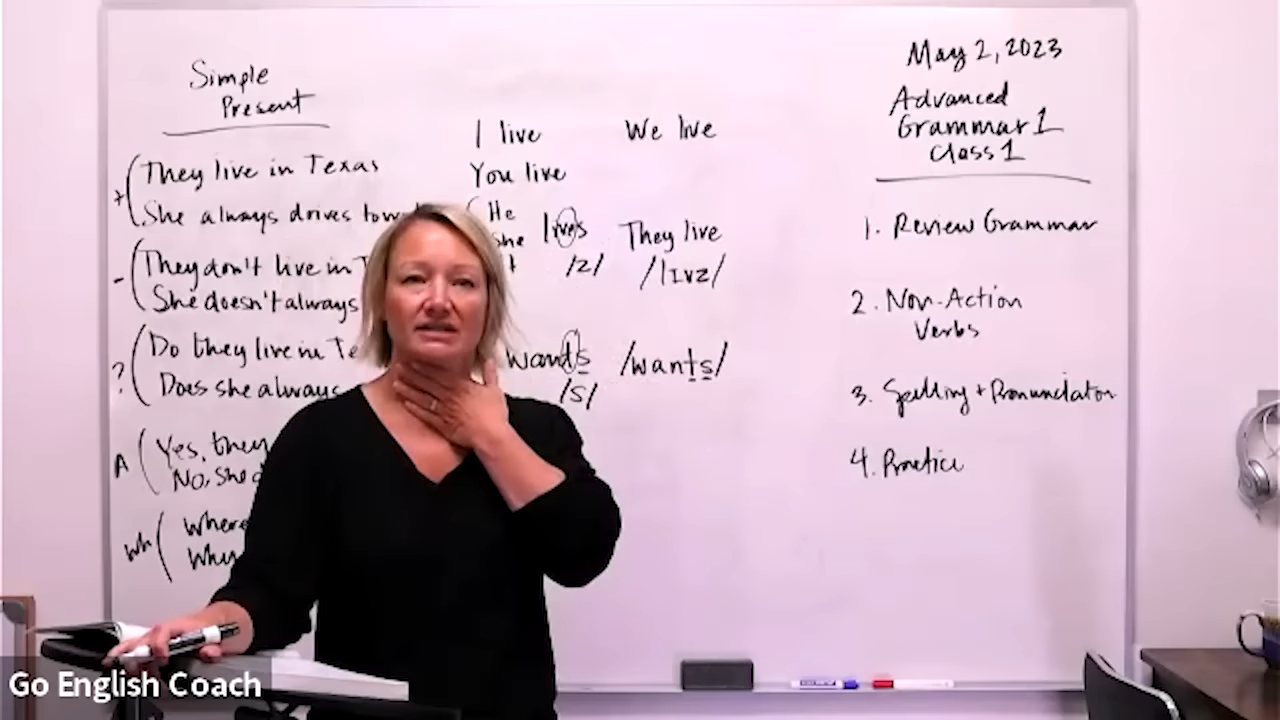 Simple
Present
+ They live in Texas
She always drives tow
- They don't live in T
She doesn't always
? Do they live in Te
Does she always
A Yes, they
No, she d
Wh Where
Whe
I live We live
You live
He
She lives They live
/z/ /lɪvz/
wants /wants/
/s/
May 2, 2023
Advanced
Grammar 1
Class 1
1. Review Grammar
2. Non-Action
Verbs
3. Spelling + Pronunciation
4. Practice
Go English Coach